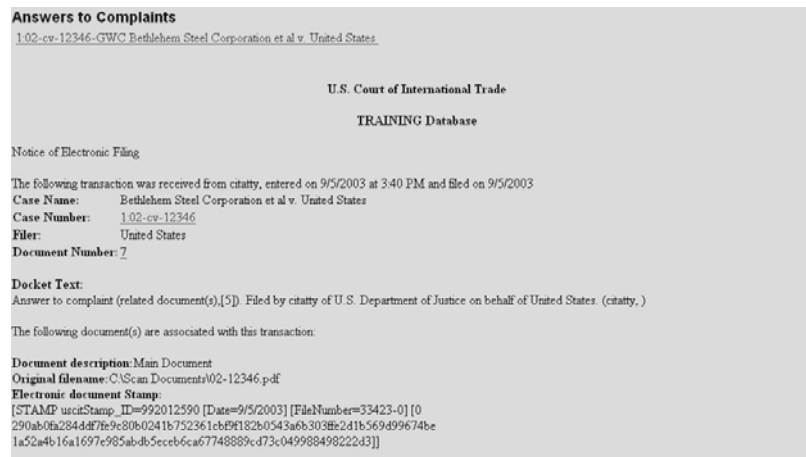 Answers to Complaints
1:02-cv-12346-GWC Bethlehem Steel Corporation et al v. United States
U.S. Court of International Trade
TRAINING Database
Notice of Electronic Filing
The following transaction was received from citatty, entered on 9/5/2003 at 3:40 PM and filed on 9/5/2003
Case Name: Bethlehem Steel Corporation et al v. United States
Case Number: 1:02-cv-12346
Filer: United States
Document Number: 7
Docket Text:
Answer to complaint (related document(s),[5]). Filed by citatty of U.S. Department of Justice on behalf of United States. (citatty, )
The following document(s) are associated with this transaction:
Document description: Main Document
Original filename: C:\Scan Documents\02-12346.pdf
Electronic document Stamp:
[STAMP uscitStamp_ID=992012590 [Date=9/5/2003] [FileNumber=33423-0] [0
290ab0fa284ddf7fe9c80b0241b752361cbf9f182b0543a6b303ffe2d1b569d99674be
1a52a4b16a1697e985abdb5eceb6ca67748889cd73c049988498222d3]]